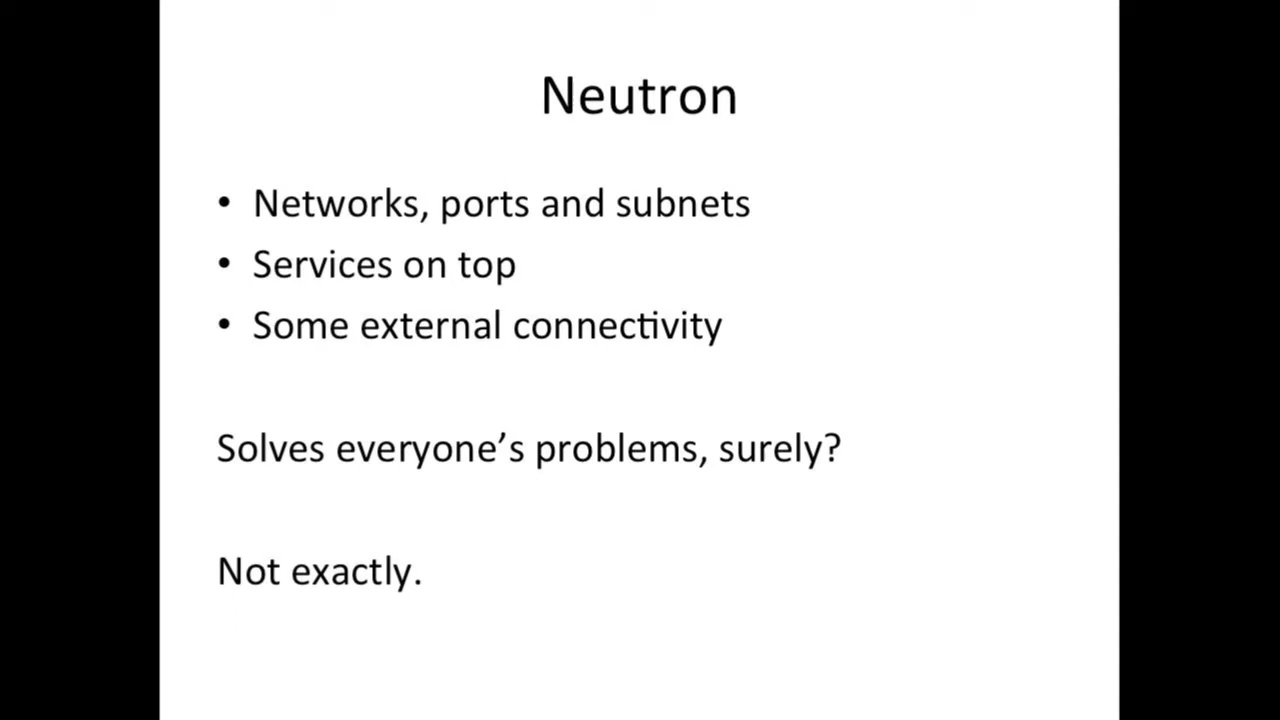 Neutron
• Networks, ports and subnets
• Services on top
• Some external connectivity
Solves everyone’s problems, surely?
Not exactly.